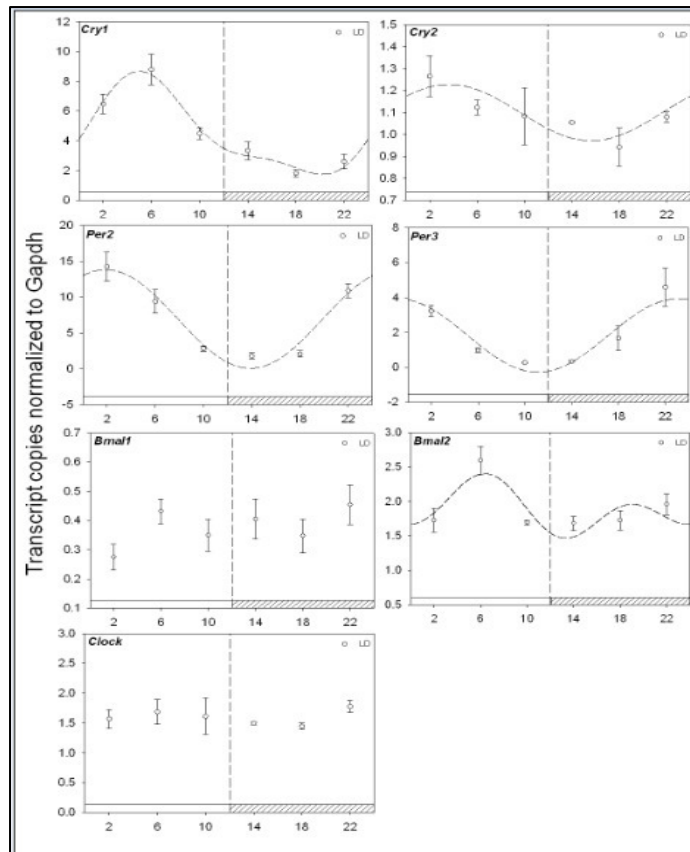 Transcript copies normalized to Gapdh
Cry1
LD
12
10
8
6
4
2
0
2 6 10 14 18 22
Cry2
LD
1.5
1.4
1.3
1.2
1.1
1.0
0.9
0.8
0.7
2 6 10 14 18 22
Per2
LD
20
15
10
5
0
-5
2 6 10 14 18 22
Per3
LD
8
6
4
2
0
-2
2 6 10 14 18 22
Bmal1
LD
0.7
0.6
0.5
0.4
0.3
0.2
0.1
2 6 10 14 18 22
Bmal2
LD
3.0
2.5
2.0
1.5
1.0
0.5
2 6 10 14 18 22
Clock
LD
3.0
2.5
2.0
1.5
1.0
0.5
0.0
2 6 10 14 18 22